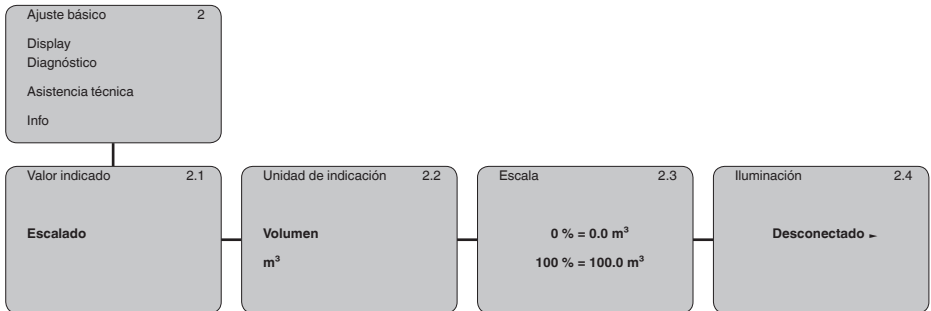 Ajuste básico 2
Display
Diagnóstico
Asistencia técnica
Info
Valor indicado 2.1
Escalado
Unidad de indicación 2.2
Volumen
m³
Escala 2.3
0 % = 0.0 m³
100 % = 100.0 m³
Iluminación 2.4
Desconectado ►